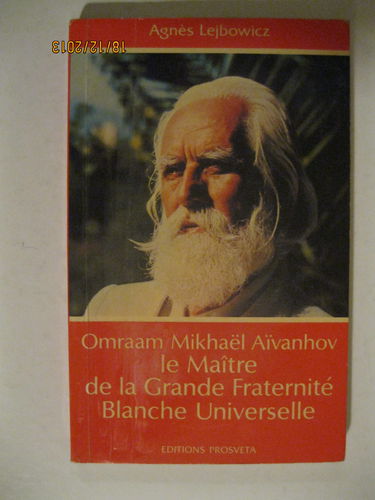 Agnès Lejbowicz
18/12/2013
Omraam Mikhaël Aïvanhov
le Maître
de la Grande Fraternité
Blanche Universelle
EDITIONS PROSVETA